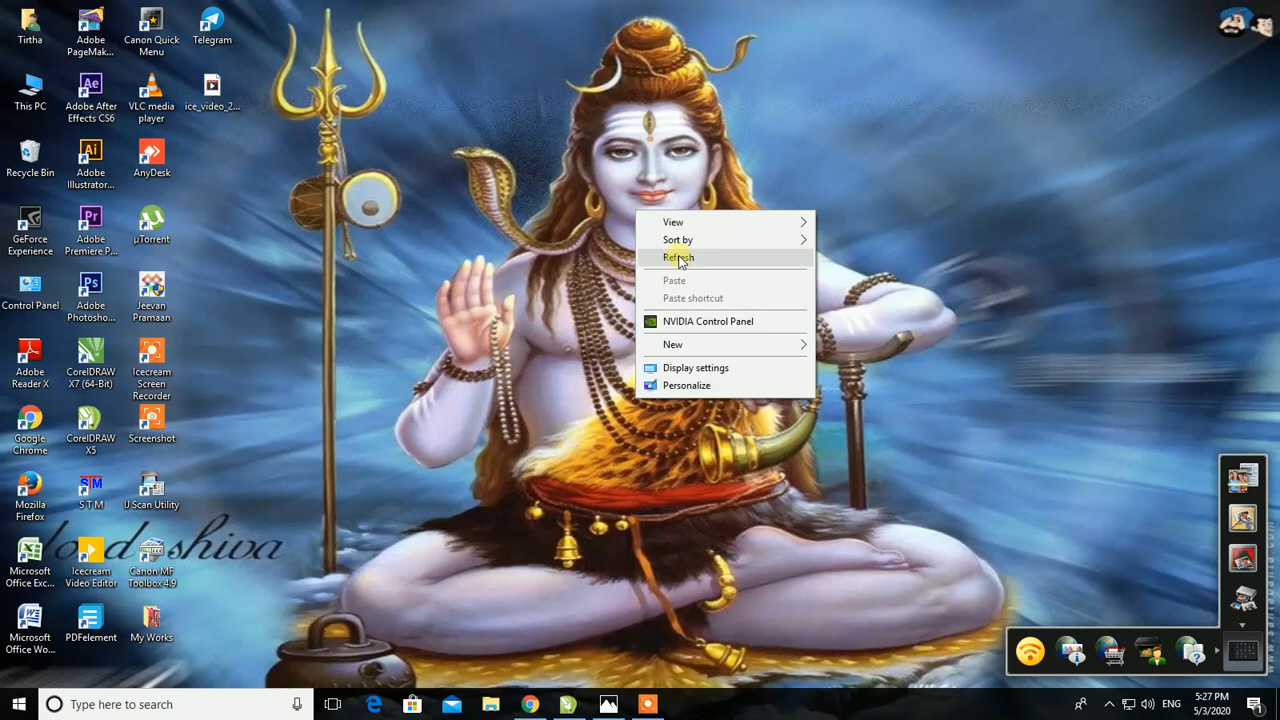 Tirtha
Adobe
PageMak...
Canon Quick
Menu
Telegram
This PC
Adobe After
Effects CS6
VLC media
player
ice_video_2...
Recycle Bin
Adobe
Illustrator...
AnyDesk
GeForce
Experience
Adobe
Premiere P...
µTorrent
Control Panel
Adobe
Photosho...
Jeevan
Pramaan
Adobe
Reader X
CorelDRAW
X7 (64-Bit)
Icecream
Screen
Recorder
Google
Chrome
CorelDRAW
X5
Screenshot
Mozilla
Firefox
S T M
IJ Scan Utility
Microsoft
Office Exc...
Icecream
Video Editor
Canon MF
Toolbox 4.9
Microsoft
Office Wo...
PDFelement
My Works
lord shiva
View
Sort by
Refresh
Paste
Paste shortcut
NVIDIA Control Panel
New
Display settings
Personalize
Type here to search
ENG
5:27 PM
5/3/2020